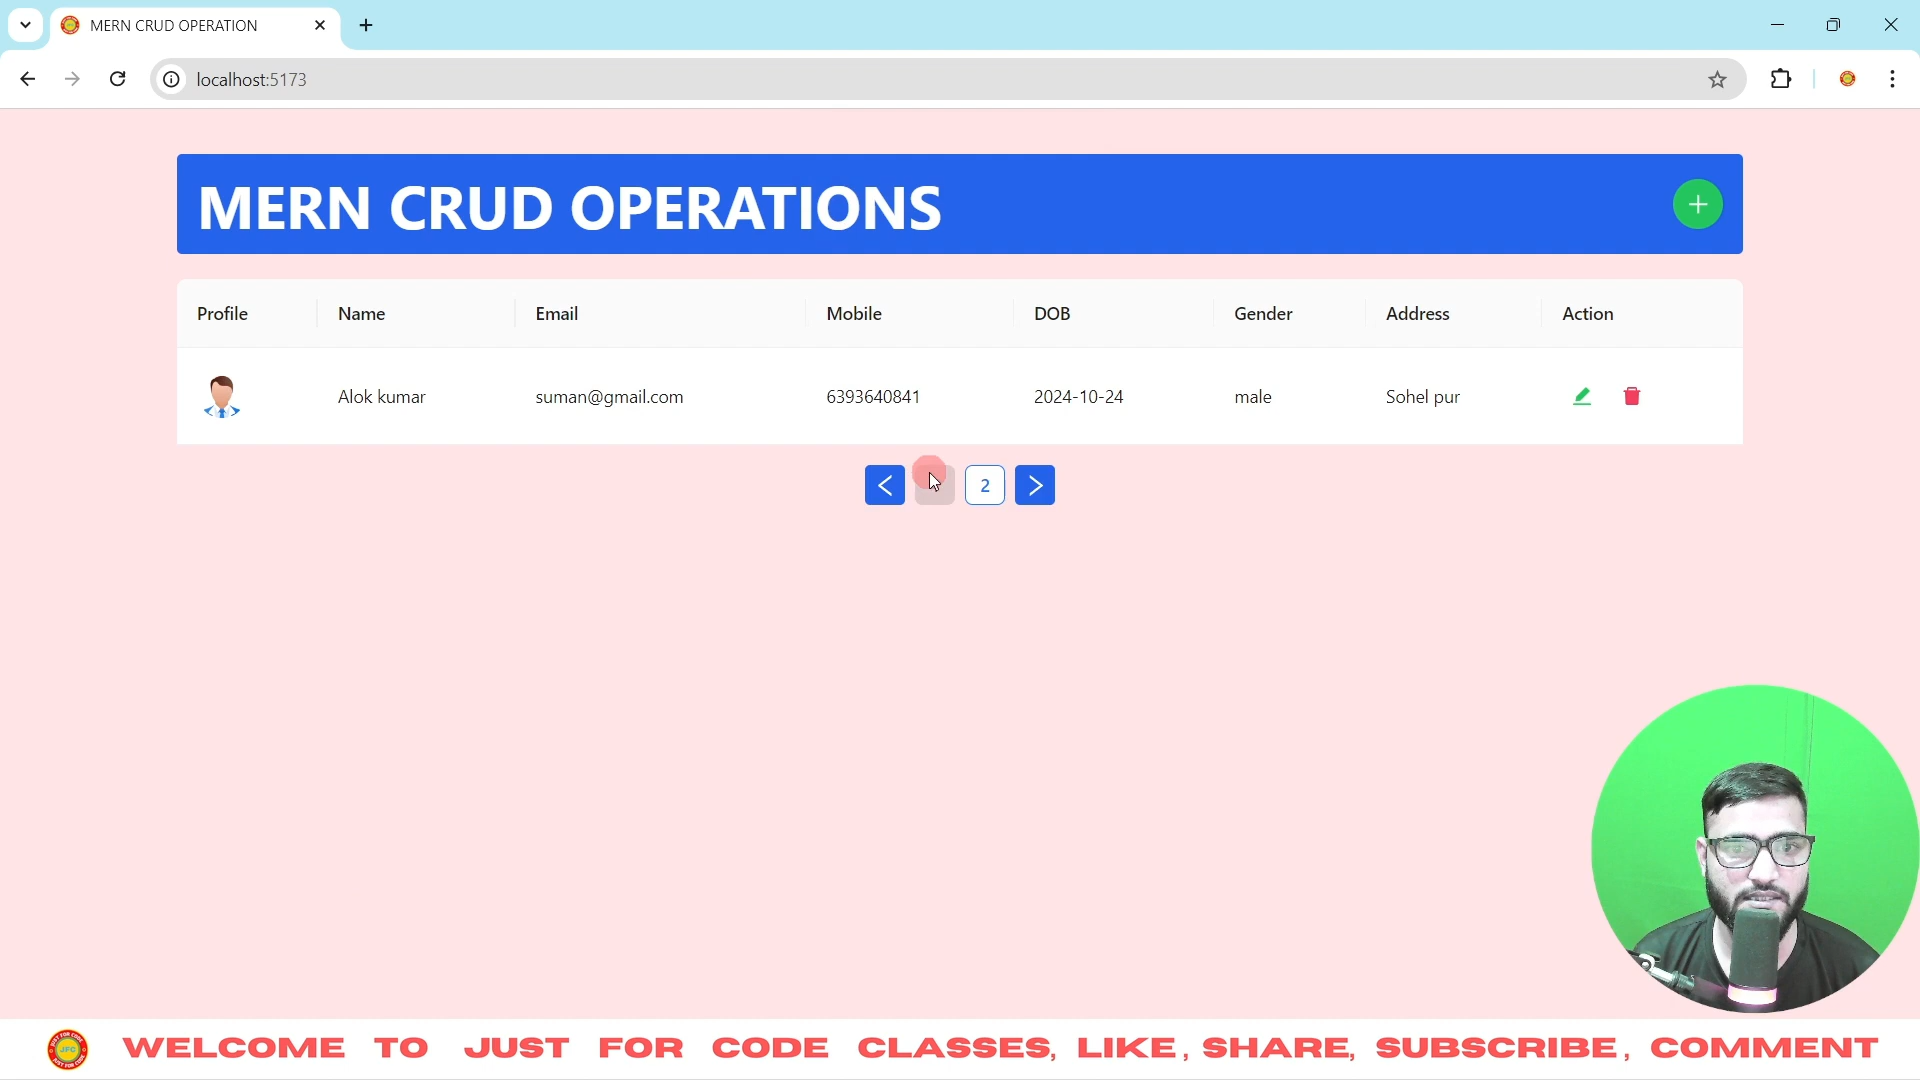 MERN CRUD OPERATION
localhost:5173
MERN CRUD OPERATIONS
Profile Name Email Mobile DOB Gender Address Action
Alok kumar suman@gmail.com 6393640841 2024-10-24 male Sohel pur
2
WELCOME TO JUST FOR CODE CLASSES, LIKE, SHARE, SUBSCRIBE, COMMENT